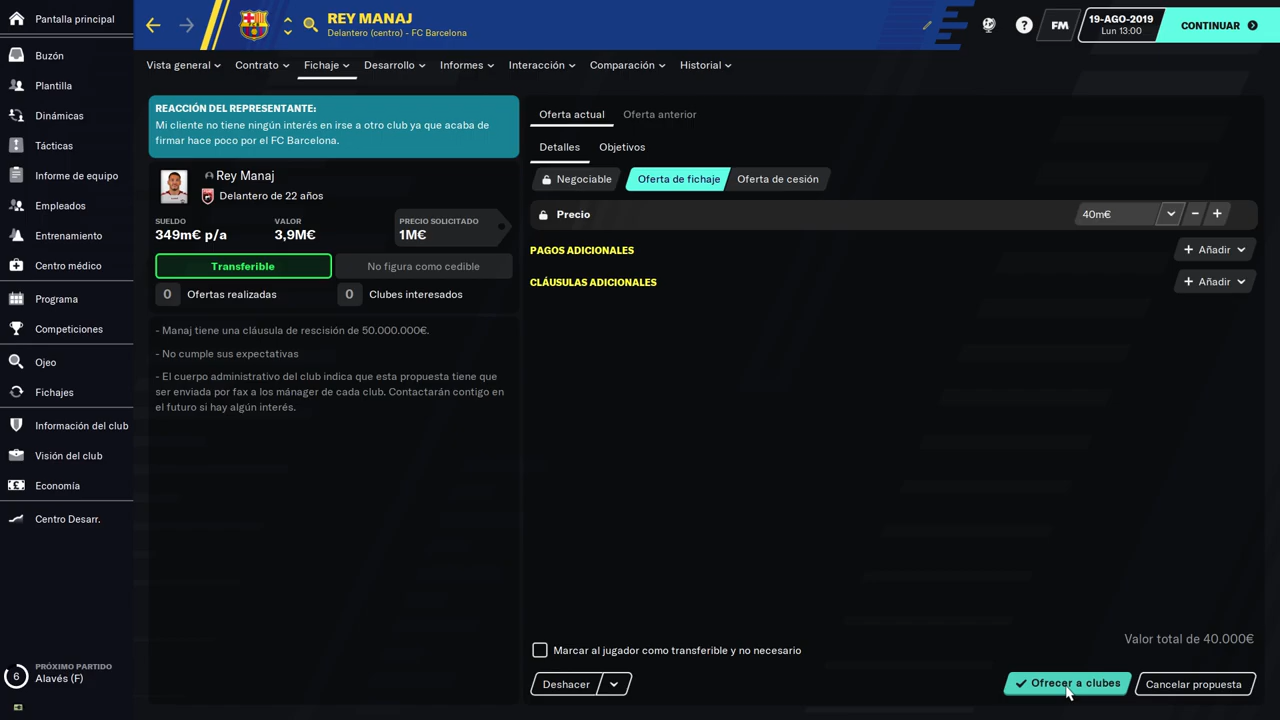 Pantalla principal
Buzón
Plantilla
Dinámicas
Tácticas
Informe de equipo
Empleados
Entrenamiento
Centro médico
Programa
Competiciones
Ojeo
Fichajes
Información del club
Visión del club
Economía
Centro Desarr.
6
PRÓXIMO PARTIDO
Alavés (F)
REY MANAJ
Delantero (centro) - FC Barcelona
?
FM
19-AGO-2019
Lun 13:00
CONTINUAR
Vista general
Contrato
Fichaje
Desarrollo
Informes
Interacción
Comparación
Historial
REACCIÓN DEL REPRESENTANTE:
Mi cliente no tiene ningún interés en irse a otro club ya que acaba de
firmar hace poco por el FC Barcelona.
Rey Manaj
Delantero de 22 años
SUELDO
349m€ p/a
VALOR
3,9M€
PRECIO SOLICITADO
1M€
Transferible
No figura como cedible
0 Ofertas realizadas
0 Clubes interesados
- Manaj tiene una cláusula de rescisión de 50.000.000€.
- No cumple sus expectativas
- El cuerpo administrativo del club indica que esta propuesta tiene que
ser enviada por fax a los mánager de cada club. Contactarán contigo en
el futuro si hay algún interés.
Oferta actual
Oferta anterior
Detalles
Objetivos
Negociable
Oferta de fichaje
Oferta de cesión
Precio
40m€
- +
PAGOS ADICIONALES
+ Añadir
CLÁUSULAS ADICIONALES
+ Añadir
Valor total de 40.000€
Marcar al jugador como transferible y no necesario
Deshacer
Ofrecer a clubes
Cancelar propuesta